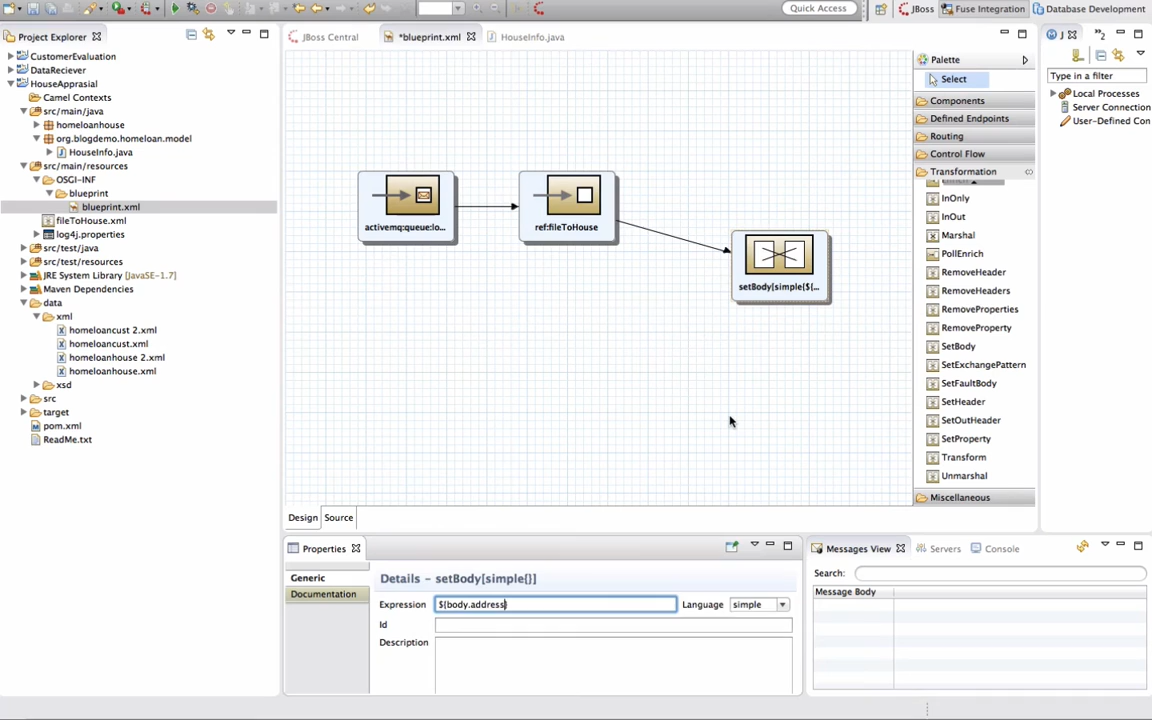 Quick Access
JBoss
Fuse Integration
Database Development
Project Explorer
CustomerEvaluation
DataReciever
HouseAppraisial
Camel Contexts
src/main/java
homeloanhouse
org.blogdemo.homeloan.model
HouseInfo.java
src/main/resources
OSGI-INF
blueprint
blueprint.xml
fileToHouse.xml
log4j.properties
src/test/java
src/test/resources
JRE System Library [JavaSE-1.7]
Maven Dependencies
data
xml
homeloancust 2.xml
homeloancust.xml
homeloanhouse 2.xml
homeloanhouse.xml
xsd
src
target
pom.xml
ReadMe.txt
JBoss Central
*blueprint.xml
HouseInfo.java
activemq:queue:lo...
ref:fileToHouse
setBody[simple{${...
Design
Source
Palette
Select
Components
Defined Endpoints
Routing
Control Flow
Transformation
InOnly
InOut
Marshal
PollEnrich
RemoveHeader
RemoveHeaders
RemoveProperties
RemoveProperty
SetBody
SetExchangePattern
SetFaultBody
SetHeader
SetOutHeader
SetProperty
Transform
Unmarshal
Miscellaneous
J
Type in a filter
Local Processes
Server Connection
User-Defined Con
Properties
Generic
Documentation
Details - setBody[simple{}]
Expression
${body.address}
Language
simple
Id
Description
Messages View
Servers
Console
Search:
Message Body